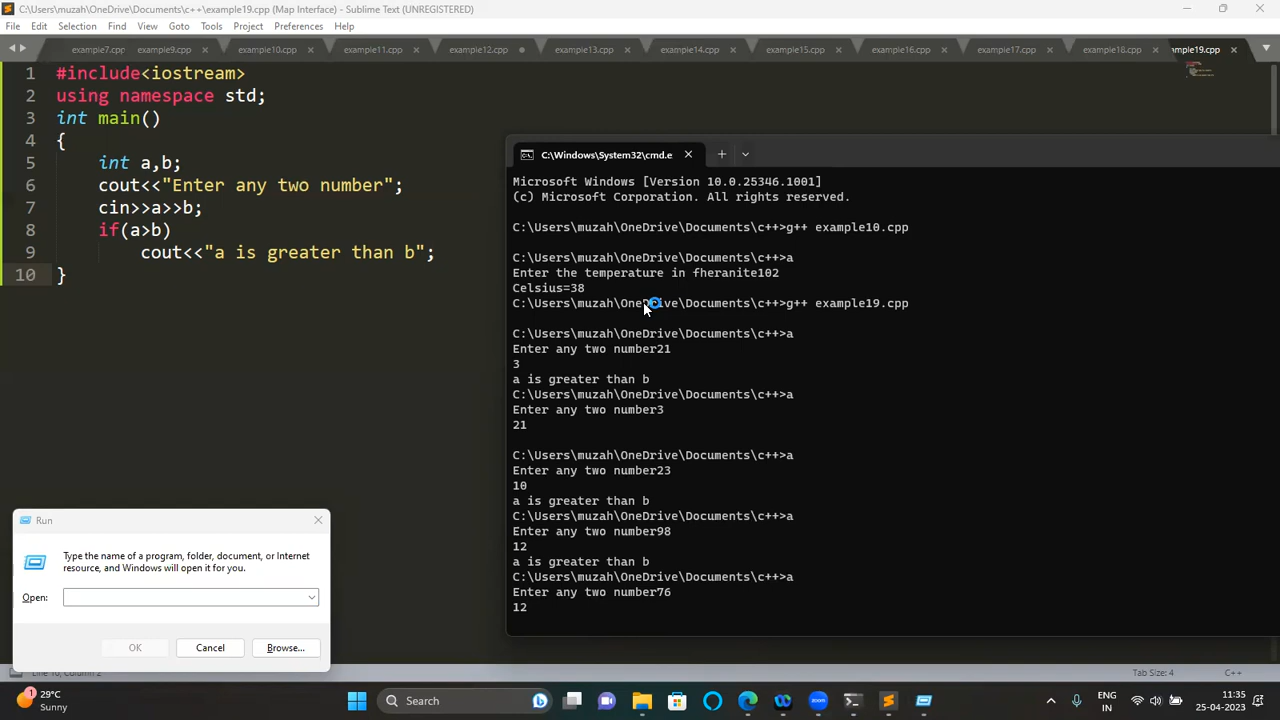 C:\Users\muzah\OneDrive\Documents\c++\example19.cpp (Map Interface) - Sublime Text (UNREGISTERED)
File Edit Selection Find View Goto Tools Project Preferences Help
example7.cpp example9.cpp example10.cpp example11.cpp example12.cpp example13.cpp example14.cpp example15.cpp example16.cpp example17.cpp example18.cpp mple19.cpp
1 #include<iostream>
2 using namespace std;
3 int main()
4 {
5 int a,b;
6 cout<<"Enter any two number";
7 cin>>a>>b;
8 if(a>b)
9 cout<<"a is greater than b";
10 }
C:\Windows\System32\cmd.e
Microsoft Windows [Version 10.0.25346.1001]
(c) Microsoft Corporation. All rights reserved.
C:\Users\muzah\OneDrive\Documents\c++>g++ example10.cpp
C:\Users\muzah\OneDrive\Documents\c++>a
Enter the temperature in fheranite102
Celsius=38
C:\Users\muzah\OneDrive\Documents\c++>g++ example19.cpp
C:\Users\muzah\OneDrive\Documents\c++>a
Enter any two number21
3
a is greater than b
C:\Users\muzah\OneDrive\Documents\c++>a
Enter any two number3
21
C:\Users\muzah\OneDrive\Documents\c++>a
Enter any two number23
10
a is greater than b
C:\Users\muzah\OneDrive\Documents\c++>a
Enter any two number98
12
a is greater than b
C:\Users\muzah\OneDrive\Documents\c++>a
Enter any two number76
12
Run
Type the name of a program, folder, document, or Internet
resource, and Windows will open it for you.
Open:
OK Cancel Browse...
Line 10, Column 2
Tab Size: 4 C++
1
29°C
Sunny
Search
ENG
IN
11:35
25-04-2023